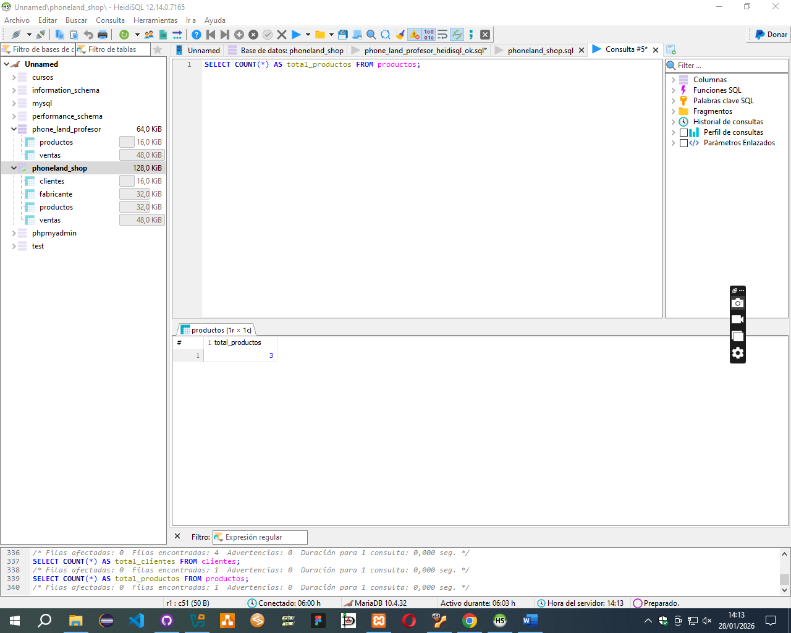 Unnamed\phoneland_shop\ - HeidiSQL 12.14.0.7165
Archivo Editar Buscar Consulta Herramientas Ir a Ayuda
Donar
Filtro de bases de d
Filtro de tablas
Unnamed
Base de datos: phoneland_shop
phone_land_profesor_heidisql_ok.sql*
phoneland_shop.sql
Consulta #5*
Unnamed
cursos
information_schema
mysql
performance_schema
phone_land_profesor 64,0 KiB
productos 16,0 KiB
ventas 48,0 KiB
phoneland_shop 128,0 KiB
clientes 16,0 KiB
fabricante 32,0 KiB
productos 32,0 KiB
ventas 48,0 KiB
phpmyadmin
test
1 SELECT COUNT(*) AS total_productos FROM productos;
Filter ...
Columnas
Funciones SQL
Palabras clave SQL
Fragmentos
Historial de consultas
Perfil de consultas
Parámetros Enlazados
productos (1r × 1c)
# 1 total_productos
1 3
Filtro: Expresión regular
336 /* Filas afectadas: 0 Filas encontradas: 4 Advertencias: 0 Duración para 1 consulta: 0,000 seg. */
337 SELECT COUNT(*) AS total_clientes FROM clientes;
338 /* Filas afectadas: 0 Filas encontradas: 1 Advertencias: 0 Duración para 1 consulta: 0,000 seg. */
339 SELECT COUNT(*) AS total_productos FROM productos;
340 /* Filas afectadas: 0 Filas encontradas: 1 Advertencias: 0 Duración para 1 consulta: 0,000 seg. */
r1 : c51 (50 B) Conectado: 06:00 h MariaDB 10.4.32 Activo durante: 06:03 h Hora del servidor: 14:13 Preparado.
14:13
28/01/2026